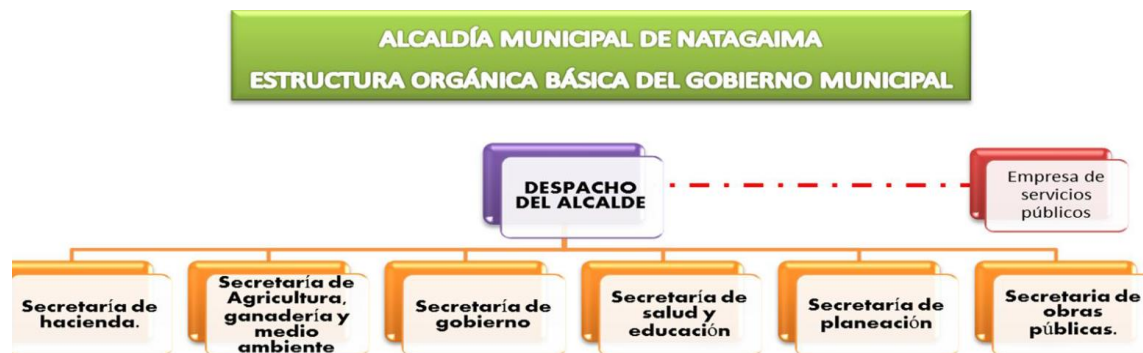 ALCALDÍA MUNICIPAL DE NATAGAIMA
ESTRUCTURA ORGÁNICA BÁSICA DEL GOBIERNO MUNICIPAL
DESPACHO
DEL ALCALDE
Empresa de
servicios
públicos
Secretaría de
hacienda.
Secretaría de
Agricultura,
ganadería y
medio
ambiente
Secretaría de
gobierno
Secretaría de
salud y
educación
Secretaría de
planeación
Secretaria de
obras
públicas.